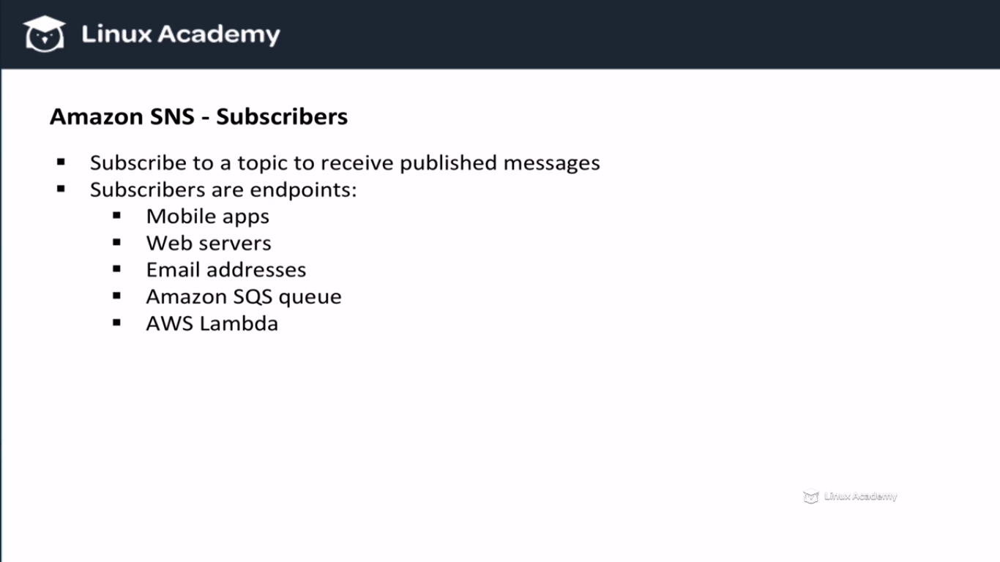 Linux Academy
Amazon SNS - Subscribers
▪ Subscribe to a topic to receive published messages
▪ Subscribers are endpoints:
▪ Mobile apps
▪ Web servers
▪ Email addresses
▪ Amazon SQS queue
▪ AWS Lambda
Linux Academy